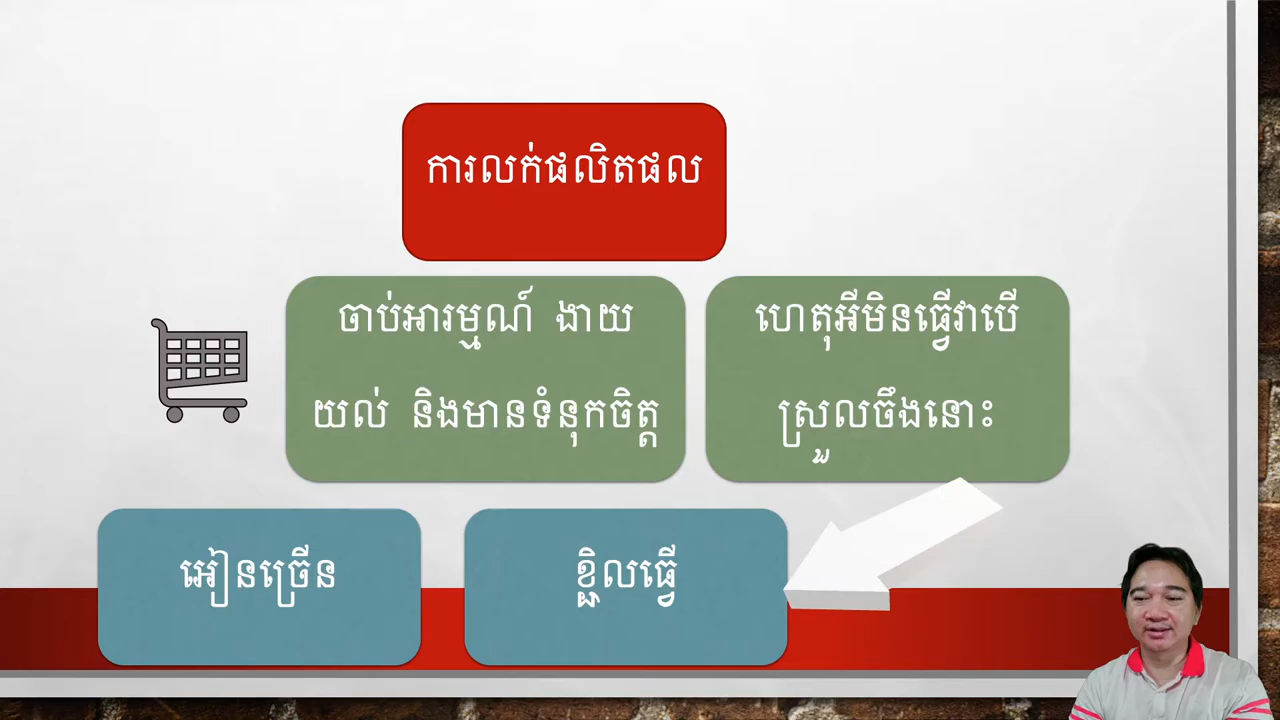 ការលក់ផលិតផល
ចាប់អារម្មណ៍ ងាយ
យល់ និងមានទំនុកចិត្ត
ហេតុអីមិនធ្វើវាបើ
ស្រួលចឹងនោះ
អៀនច្រើន
ខ្ជិលធ្វើ